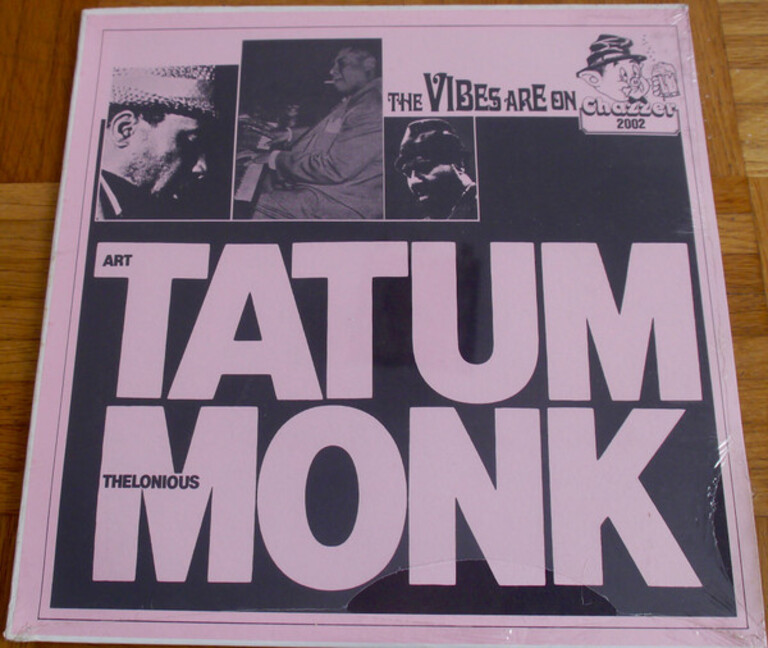 THE VIBES ARE ON
Chazzer
2002
ART
TATUM
THELONIOUS
MONK